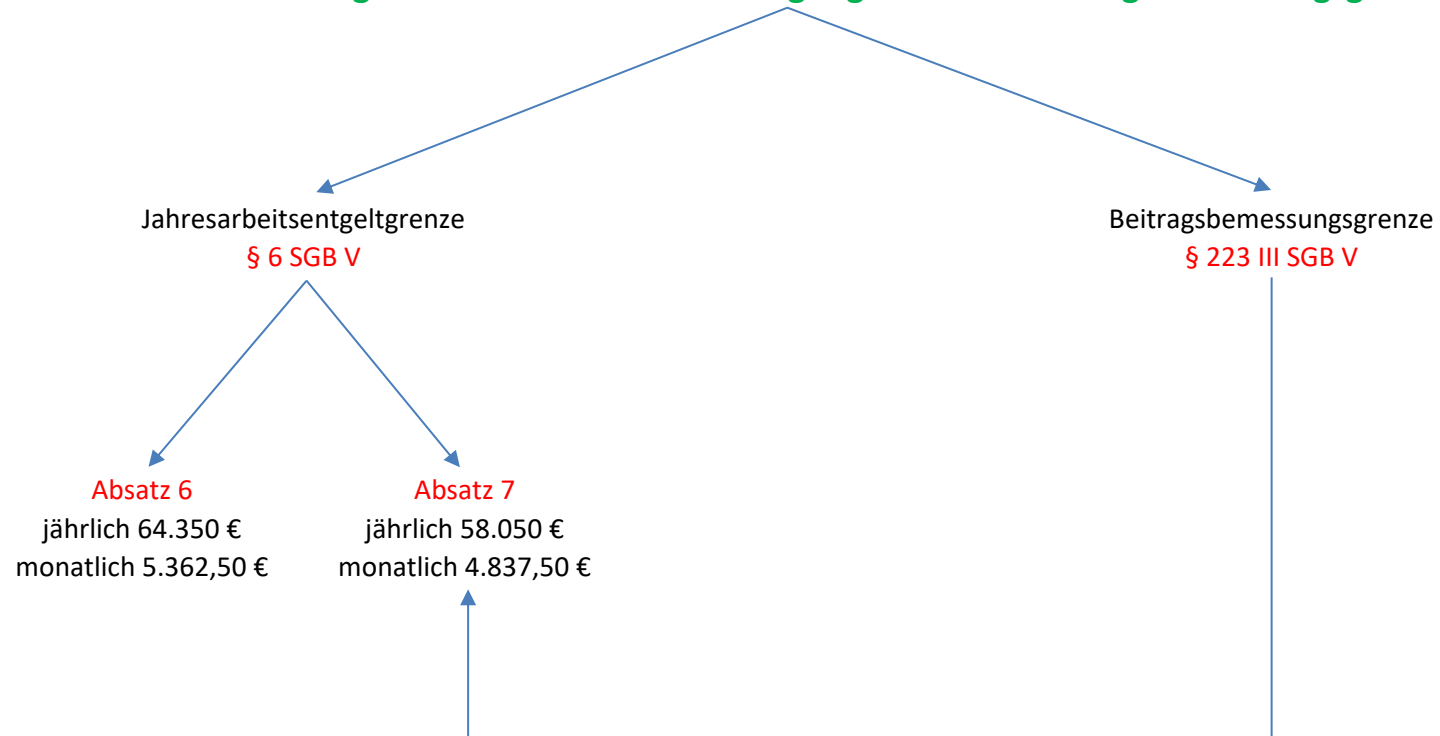 Jahresarbeitsentgeltgrenze
§ 6 SGB V
Beitragsbemessungsgrenze
§ 223 III SGB V
Absatz 6
jährlich 64.350 €
monatlich 5.362,50 €
Absatz 7
jährlich 58.050 €
monatlich 4.837,50 €